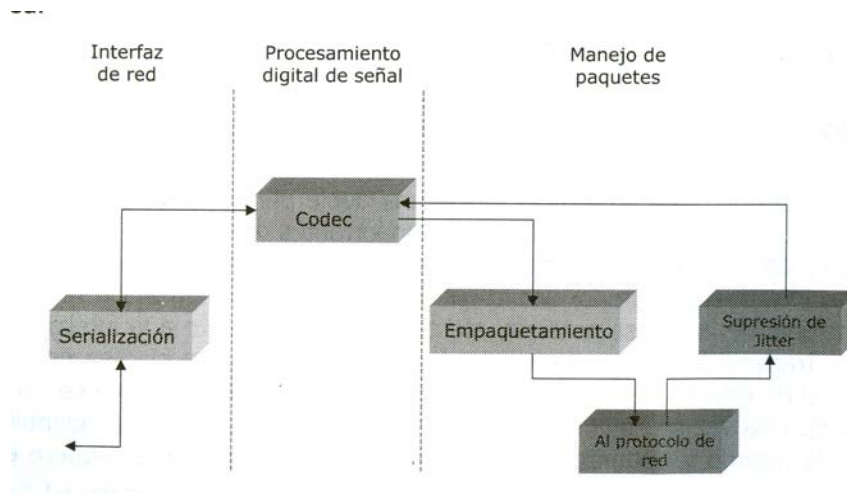 Interfaz
de red
Procesamiento
digital de señal
Manejo de
paquetes
Codec
Serialización
Empaquetamiento
Supresión de
Jitter
Al protocolo de
red